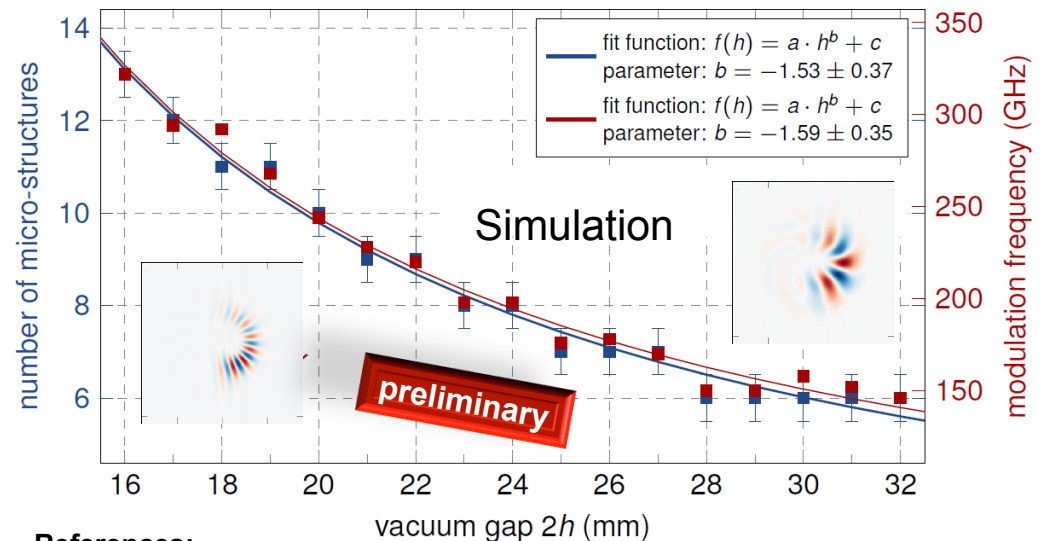 14
12
10
8
6
number of micro-structures
350
300
250
200
150
modulation frequency (GHz)
fit function: f(h) = a · h^b + c
parameter: b = −1.53 ± 0.37
fit function: f(h) = a · h^b + c
parameter: b = −1.59 ± 0.35
Simulation
preliminary
16 18 20 22 24 26 28 30 32
vacuum gap 2h (mm)
References: